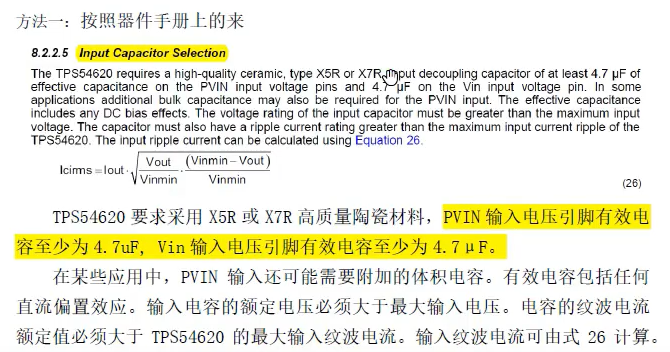 方法一：按照器件手册上的来
8.2.2.5 Input Capacitor Selection
The TPS54620 requires a high-quality ceramic, type X5R or X7R, input decoupling capacitor of at least 4.7 µF of
effective capacitance on the PVIN input voltage pins and 4.7 µF on the Vin input voltage pin. In some
applications additional bulk capacitance may also be required for the PVIN input. The effective capacitance
includes any DC bias effects. The voltage rating of the input capacitor must be greater than the maximum input
voltage. The capacitor must also have a ripple current rating greater than the maximum input current ripple of the
TPS54620. The input ripple current can be calculated using Equation 26.
Icirms = Iout · √(Vout / Vinmin · (Vinmin − Vout) / Vinmin)
(26)
TPS54620 要求采用 X5R 或 X7R 高质量陶瓷材料，PVIN 输入电压引脚有效电
容至少为 4.7uF, Vin 输入电压引脚有效电容至少为 4.7μF。
在某些应用中，PVIN 输入还可能需要附加的体积电容。有效电容包括任何
直流偏置效应。输入电容的额定电压必须大于最大输入电压。电容的纹波电流
额定值必须大于 TPS54620 的最大输入纹波电流。输入纹波电流可由式 26 计算。